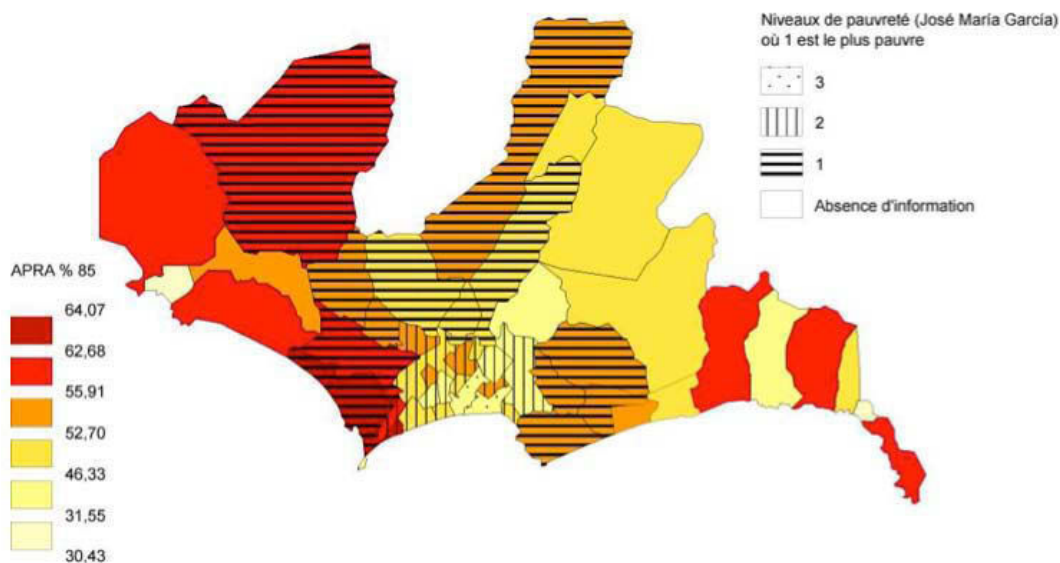 Niveaux de pauvreté (José María García)
où 1 est le plus pauvre
3
2
1
Absence d'information
APRA % 85
64,07
62,68
55,91
52,70
46,33
31,55
30,43